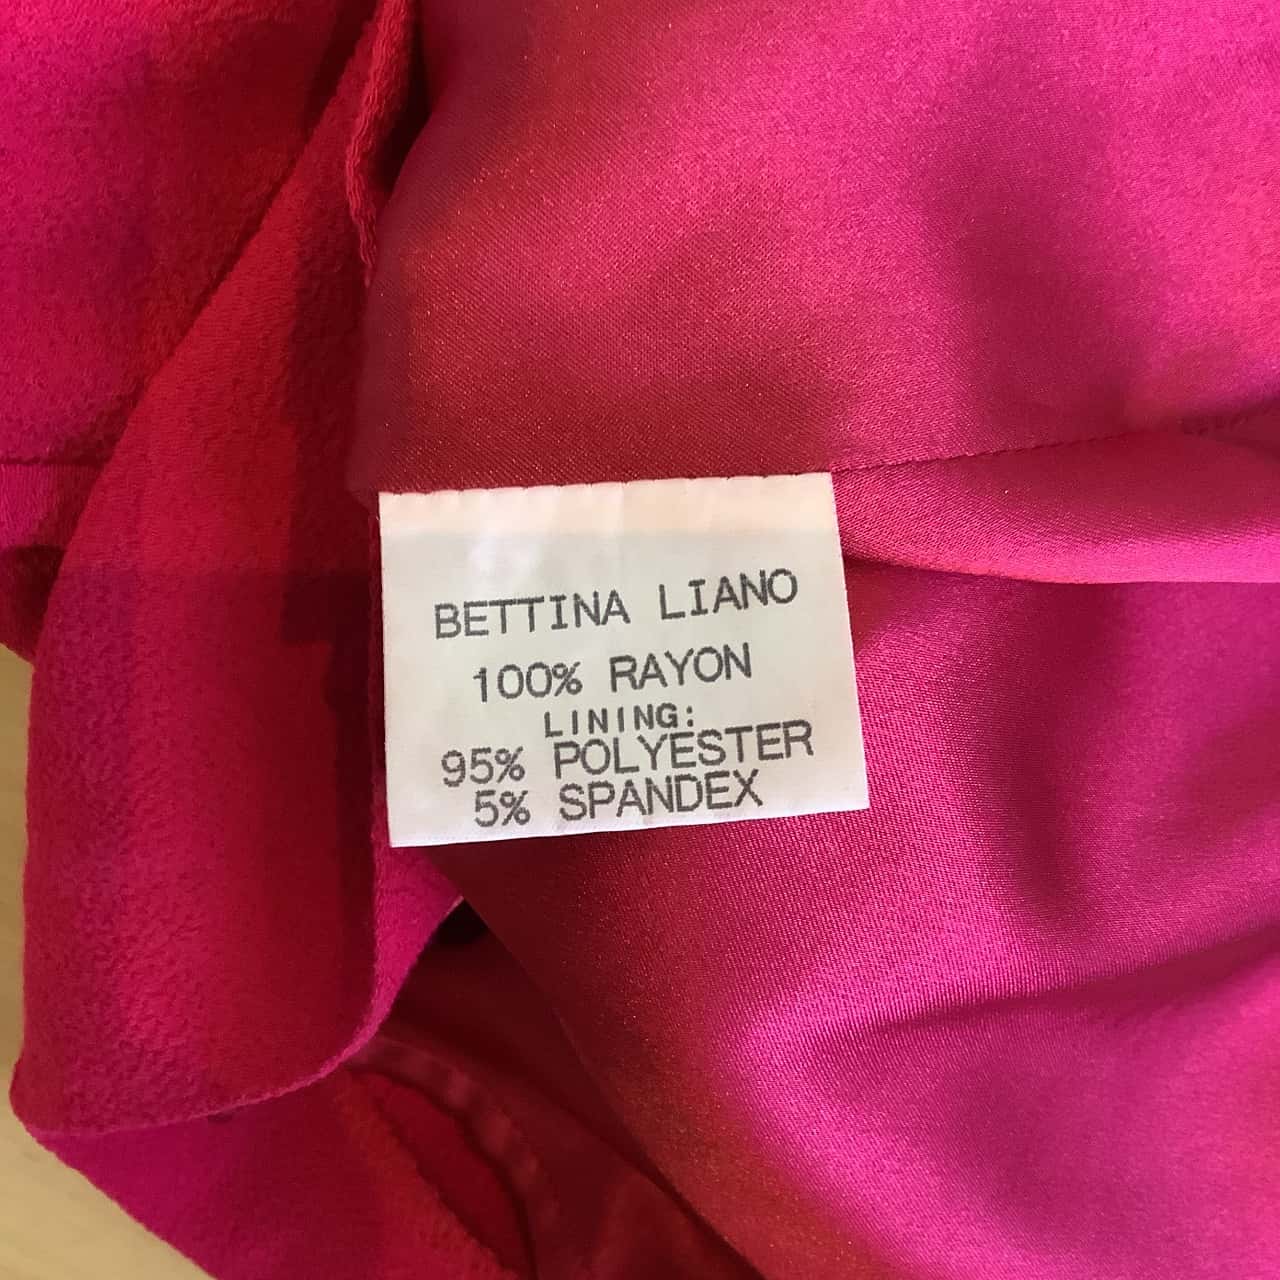 BETTINA LIANO
100% RAYON
LINING:
95% POLYESTER
5% SPANDEX